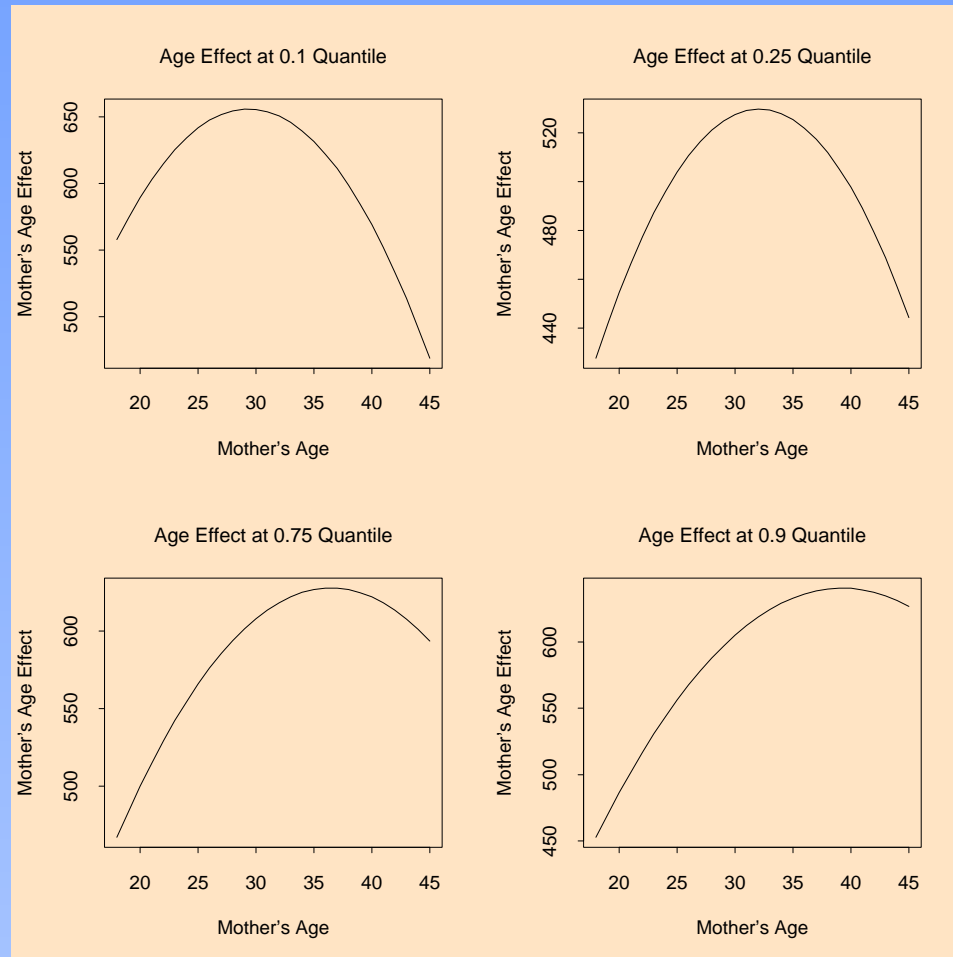 Age Effect at 0.1 Quantile
Mother's Age Effect
650
600
550
500
20 25 30 35 40 45
Mother's Age
Age Effect at 0.25 Quantile
Mother's Age Effect
520
480
440
20 25 30 35 40 45
Mother's Age
Age Effect at 0.75 Quantile
Mother's Age Effect
600
550
500
20 25 30 35 40 45
Mother's Age
Age Effect at 0.9 Quantile
Mother's Age Effect
600
550
500
450
20 25 30 35 40 45
Mother's Age